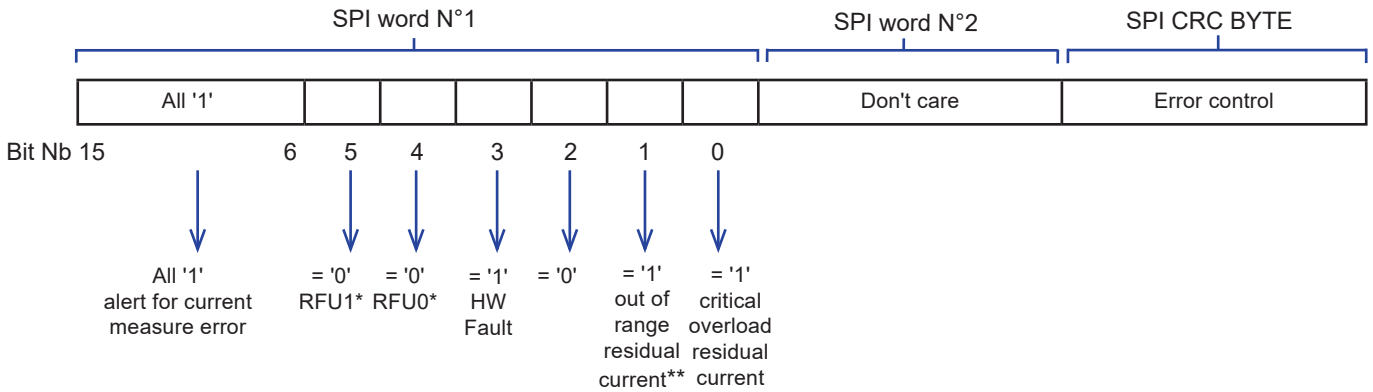 SPI word N°1 SPI word N°2 SPI CRC BYTE
All '1' Don't care Error control
Bit Nb 15 6 5 4 3 2 1 0
All '1'
alert for current
measure error
= '0'
RFU1*
= '0'
RFU0*
= '1'
HW
Fault
= '0'
= '1'
out of
range
residual
current**
= '1'
critical
overload
residual
current